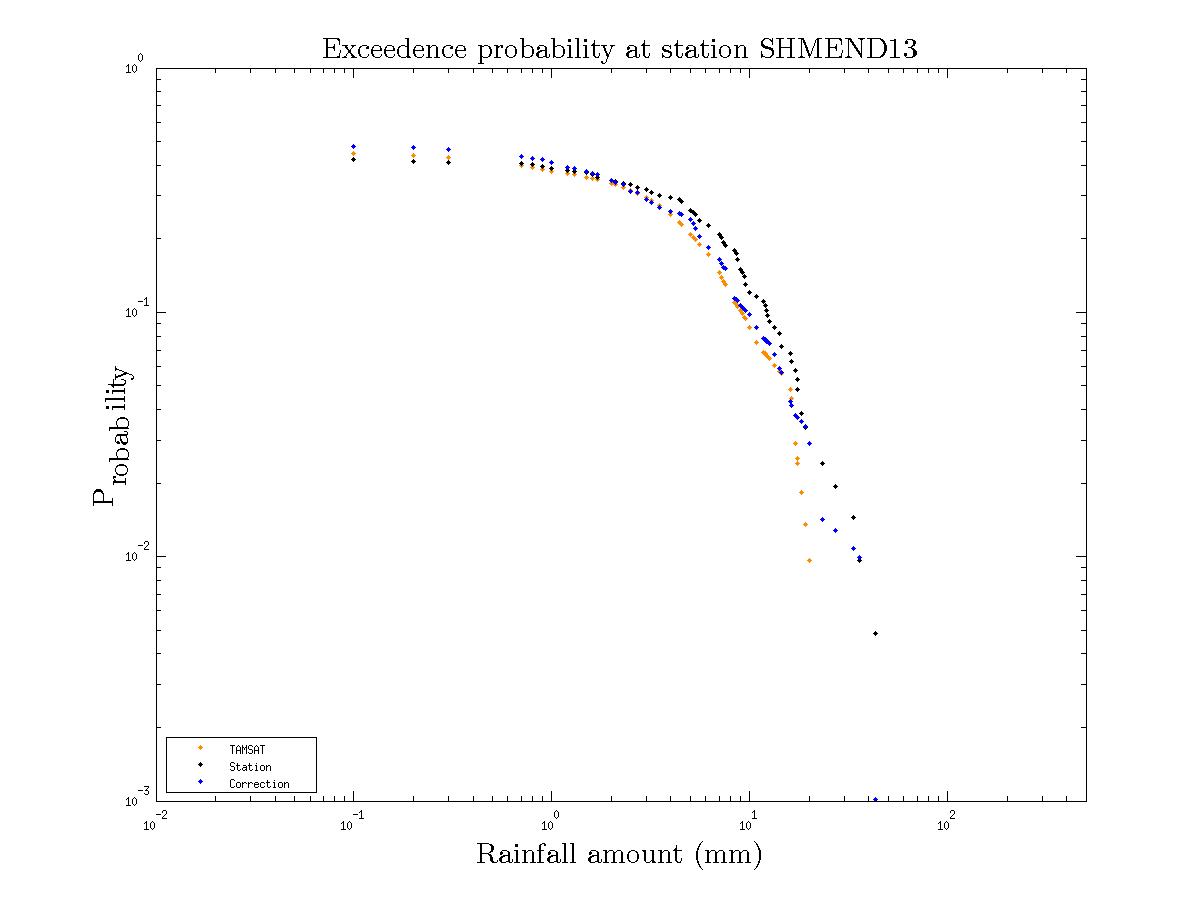 Exceedence probability at station SHMEND13
10^0
10^-1
10^-2
10^-3
Probability
TAMSAT
Station
Correction
10^-2 10^-1 10^0 10^1 10^2
Rainfall amount (mm)